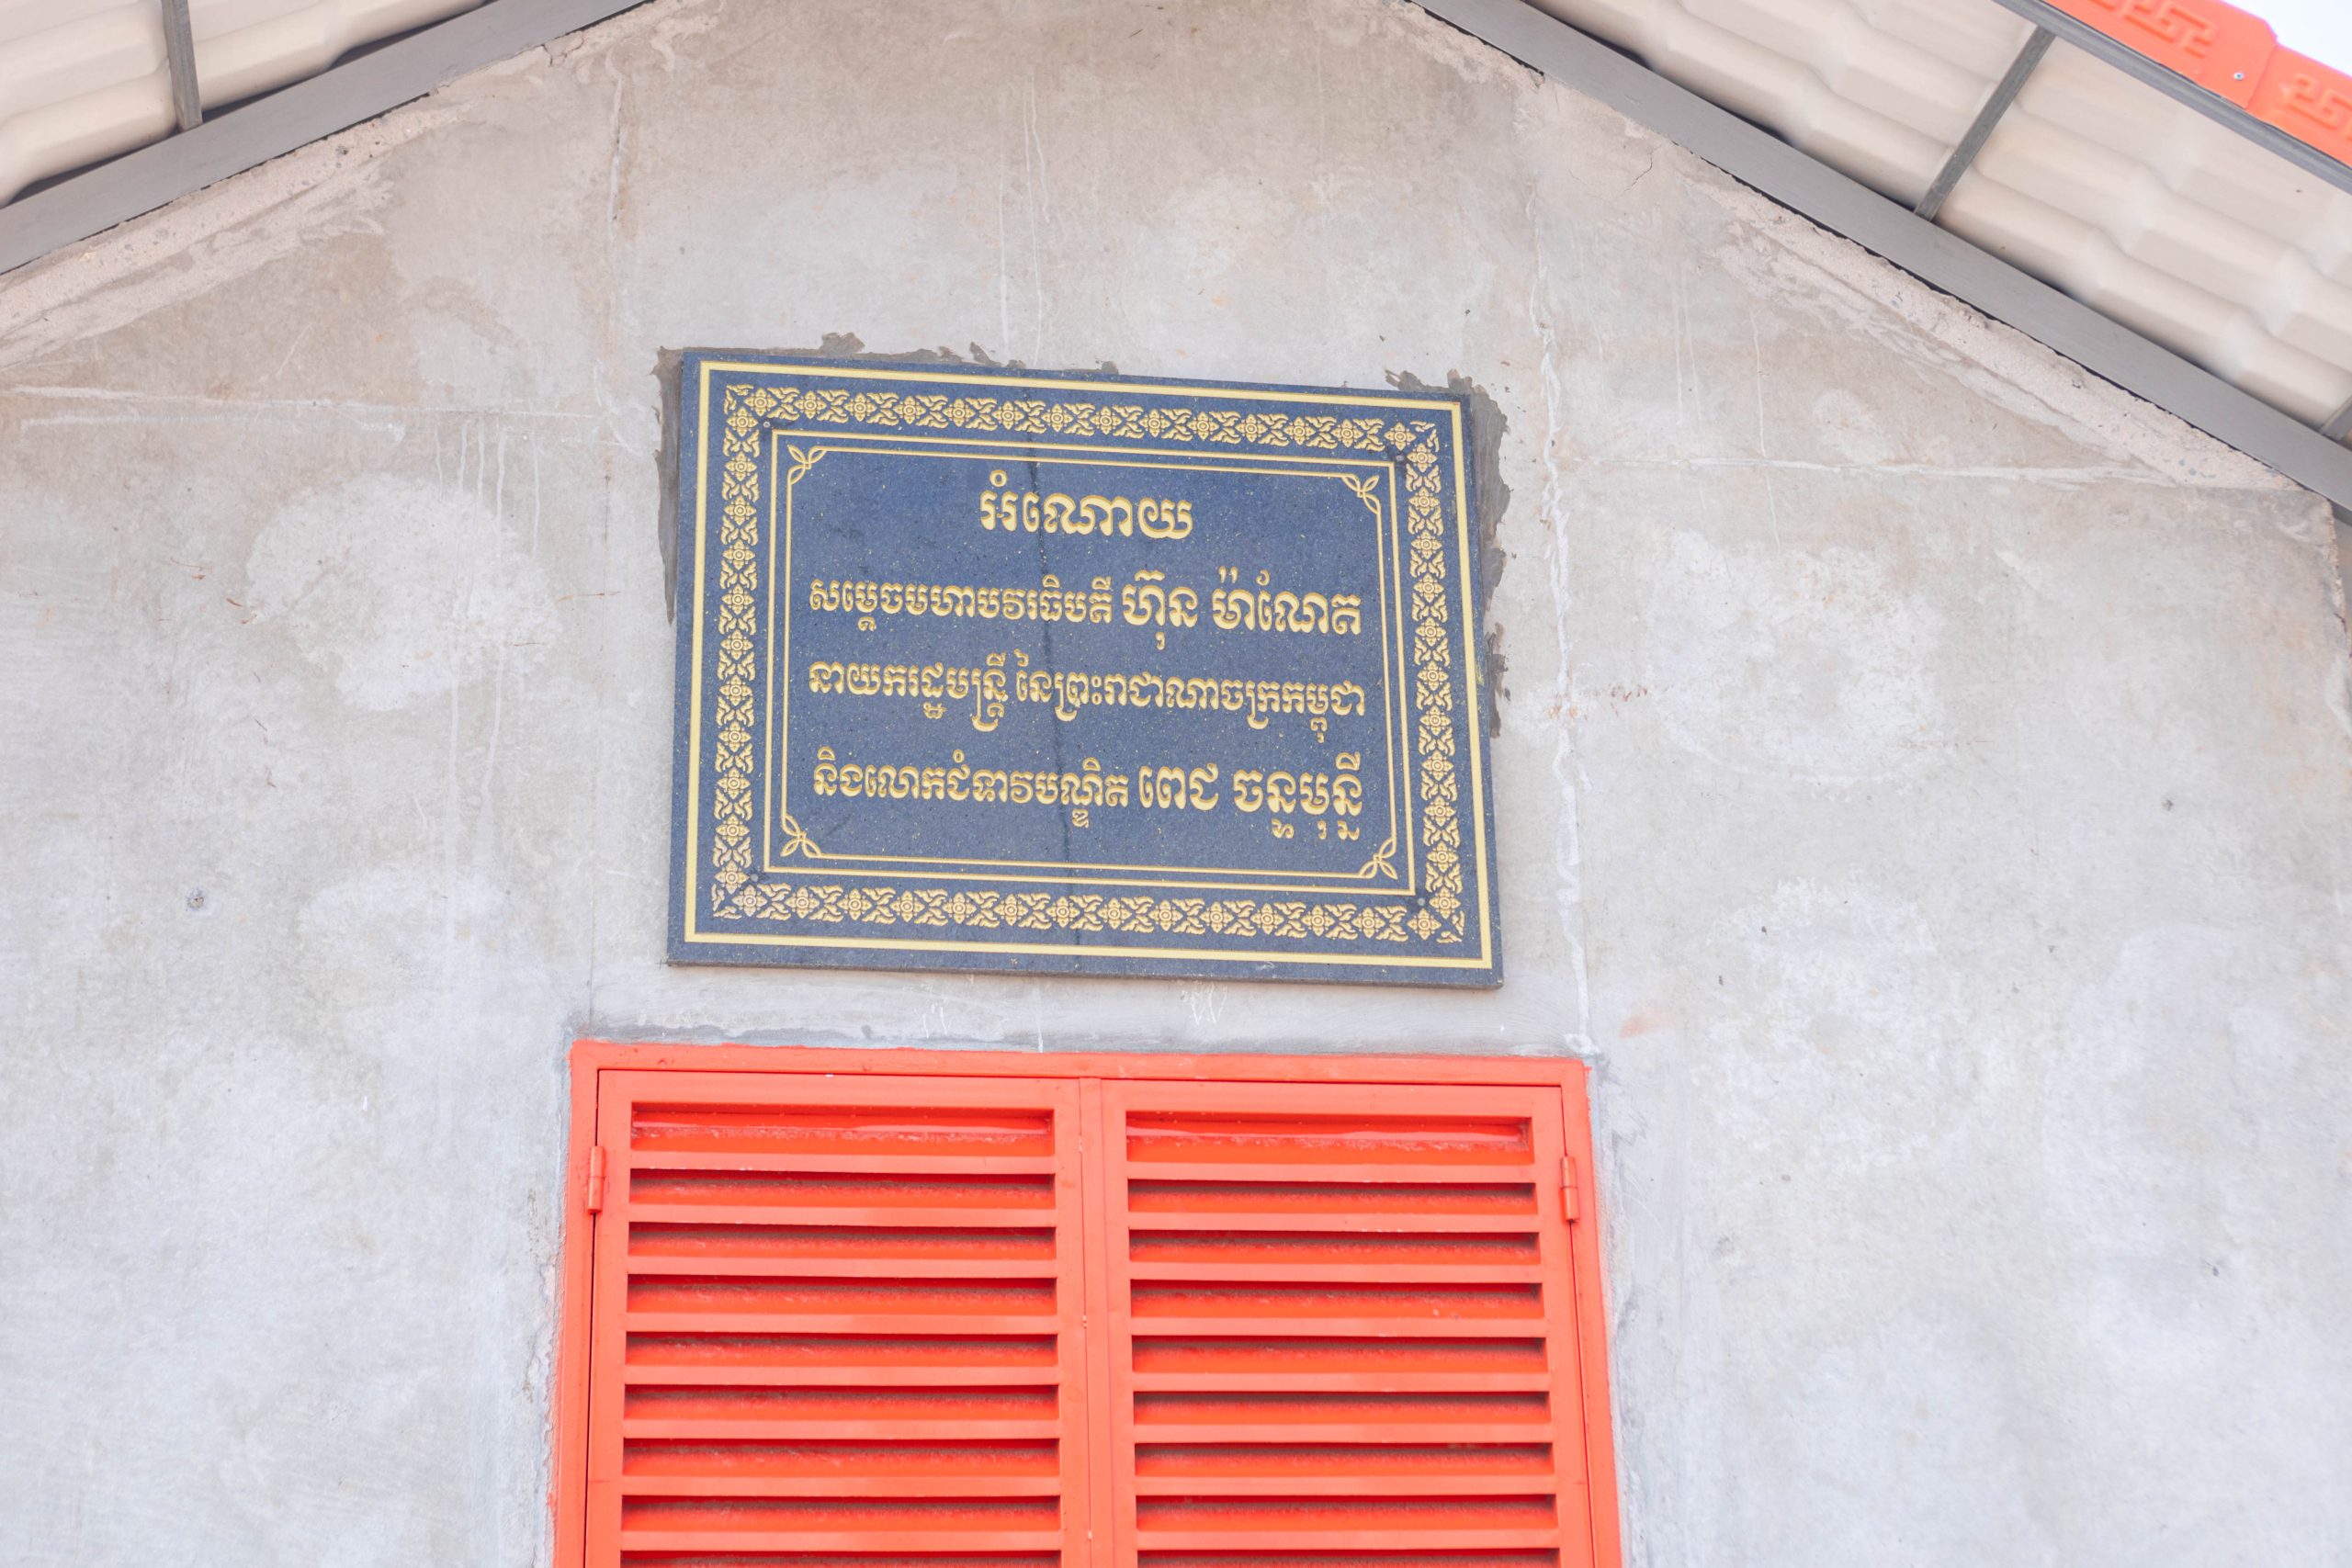 អំណោយ
សម្ដេចមហាបវរធិបតី ហ៊ុន ម៉ាណែត
នាយករដ្ឋមន្ត្រី នៃព្រះរាជាណាចក្រកម្ពុជា
និងលោកជំទាវបណ្ឌិត ពេជ ចន្ទមុន្នី